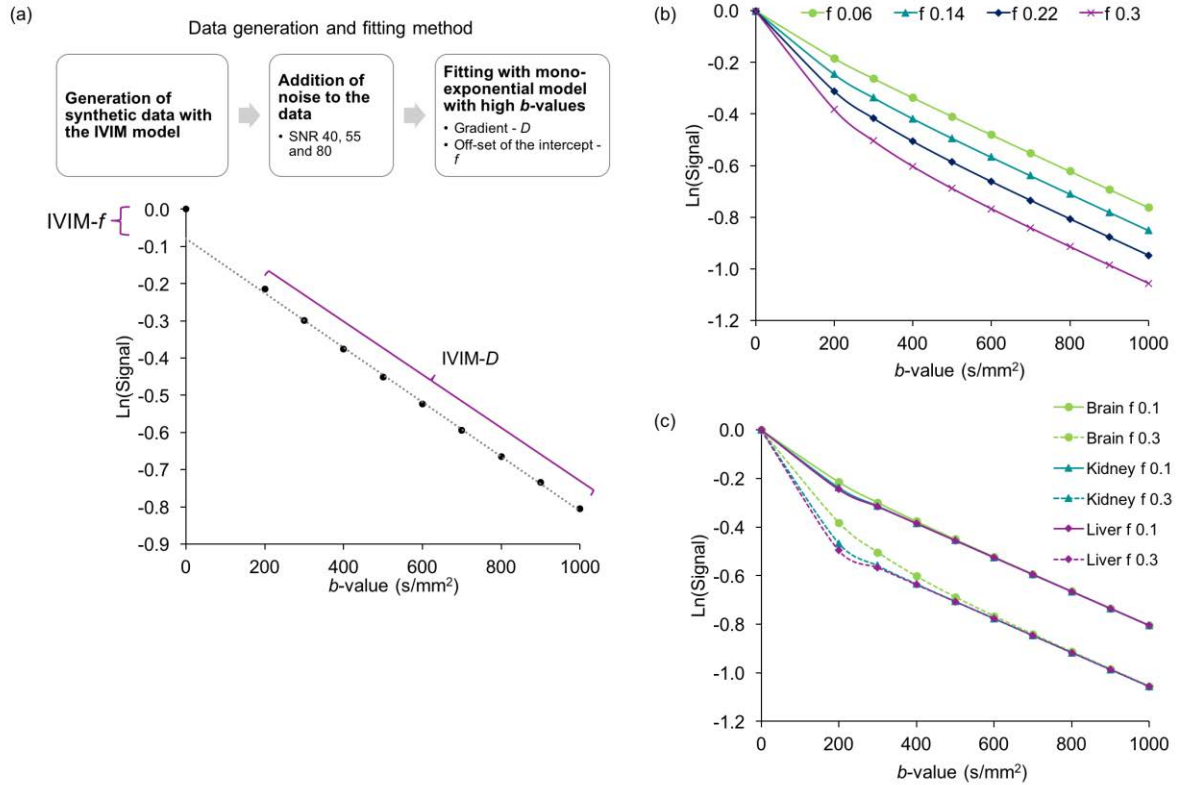 (a)
Data generation and fitting method
Generation of
synthetic data with
the IVIM model
Addition of
noise to the
data
• SNR 40, 55
and 80
Fitting with mono-
exponential model
with high b-values
• Gradient - D
• Off-set of the intercept -
f
IVIM-f
IVIM-D
Ln(Signal)
0.0
-0.1
-0.2
-0.3
-0.4
-0.5
-0.6
-0.7
-0.8
-0.9
0 200 400 600 800 1000
b-value (s/mm²)
(b)
f 0.06 f 0.14 f 0.22 f 0.3
Ln(Signal)
0.0
-0.2
-0.4
-0.6
-0.8
-1.0
-1.2
0 200 400 600 800 1000
b-value (s/mm²)
(c)
Brain f 0.1
Brain f 0.3
Kidney f 0.1
Kidney f 0.3
Liver f 0.1
Liver f 0.3
Ln(Signal)
0.0
-0.2
-0.4
-0.6
-0.8
-1.0
-1.2
0 200 400 600 800 1000
b-value (s/mm²)